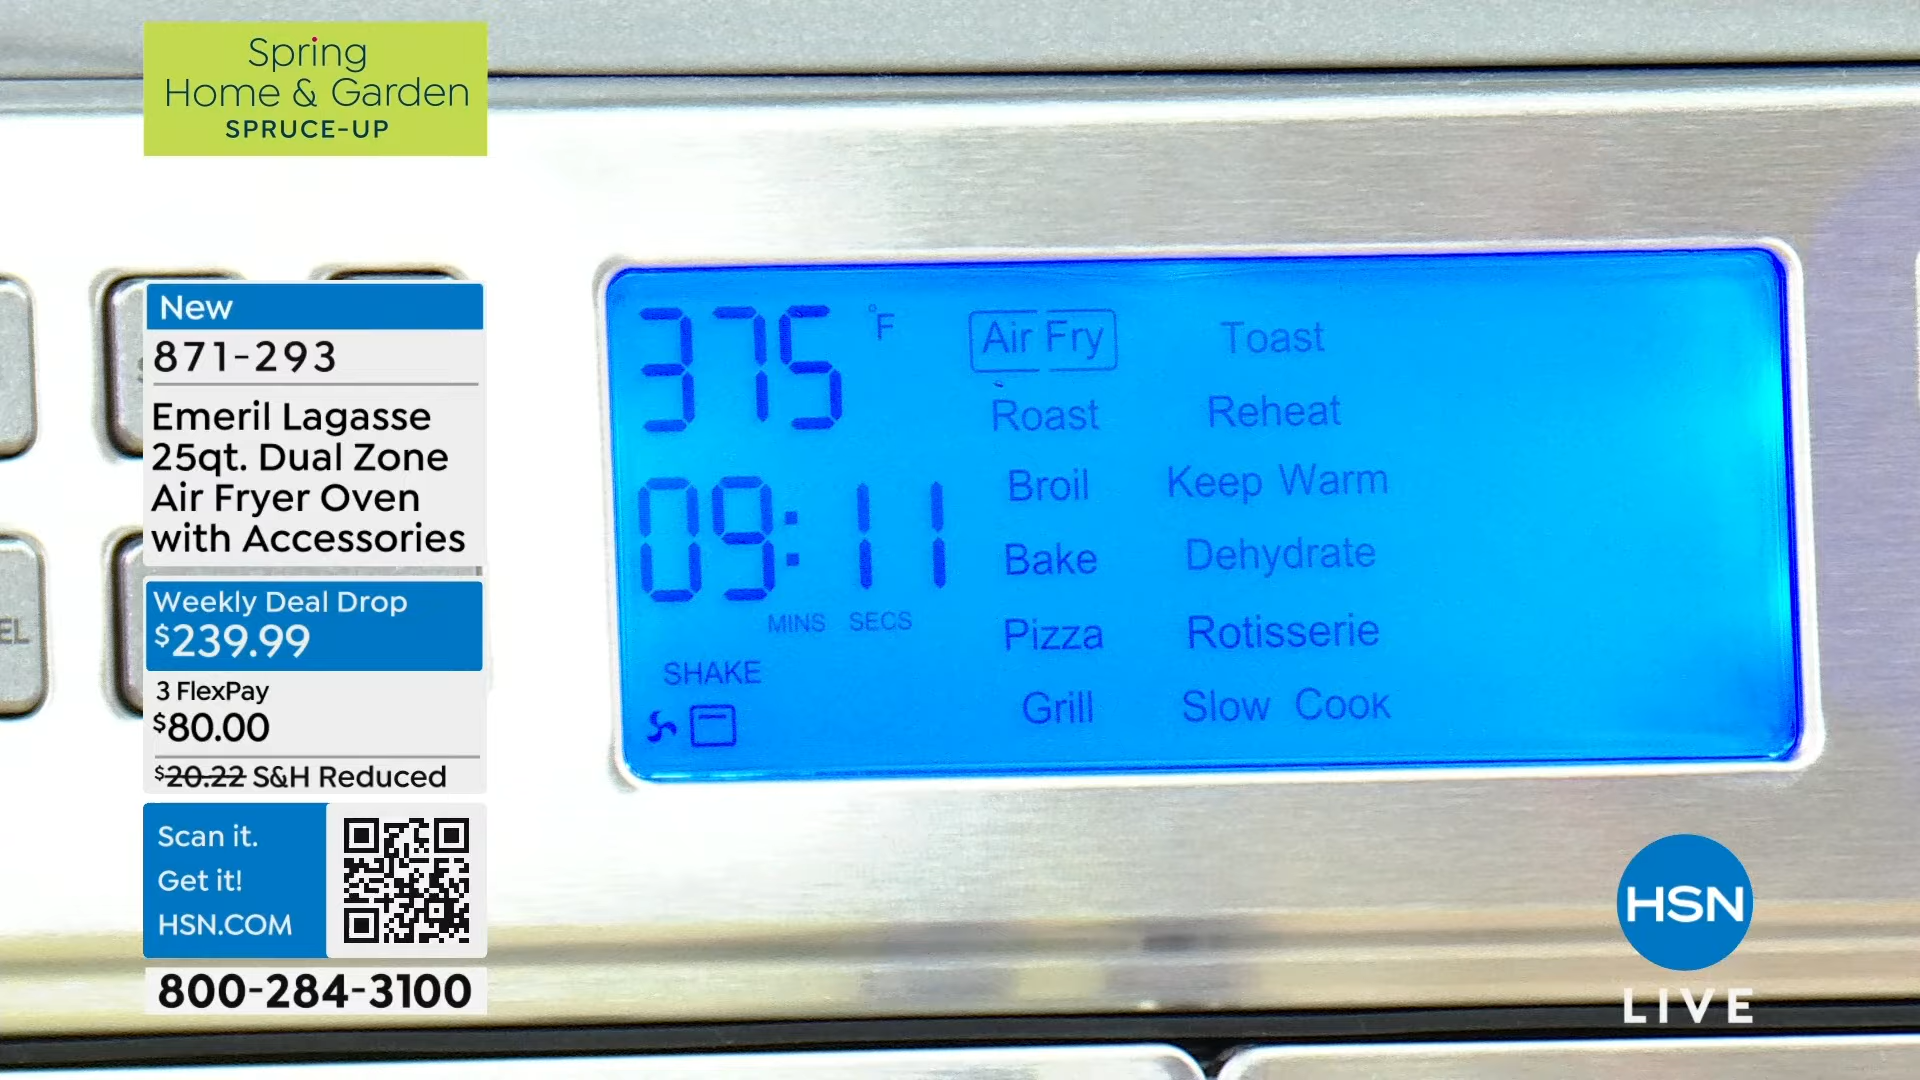 Spring
Home & Garden
SPRUCE-UP
New
871-293
Emeril Lagasse
25qt. Dual Zone
Air Fryer Oven
with Accessories
Weekly Deal Drop
$239.99
3 FlexPay
$80.00
$20.22 S&H Reduced
Scan it.
Get it!
HSN.COM
800-284-3100
375 °F
09:11
MINS SECS
SHAKE
Air Fry
Roast
Broil
Bake
Pizza
Grill
Toast
Reheat
Keep Warm
Dehydrate
Rotisserie
Slow Cook
HSN
LIVE